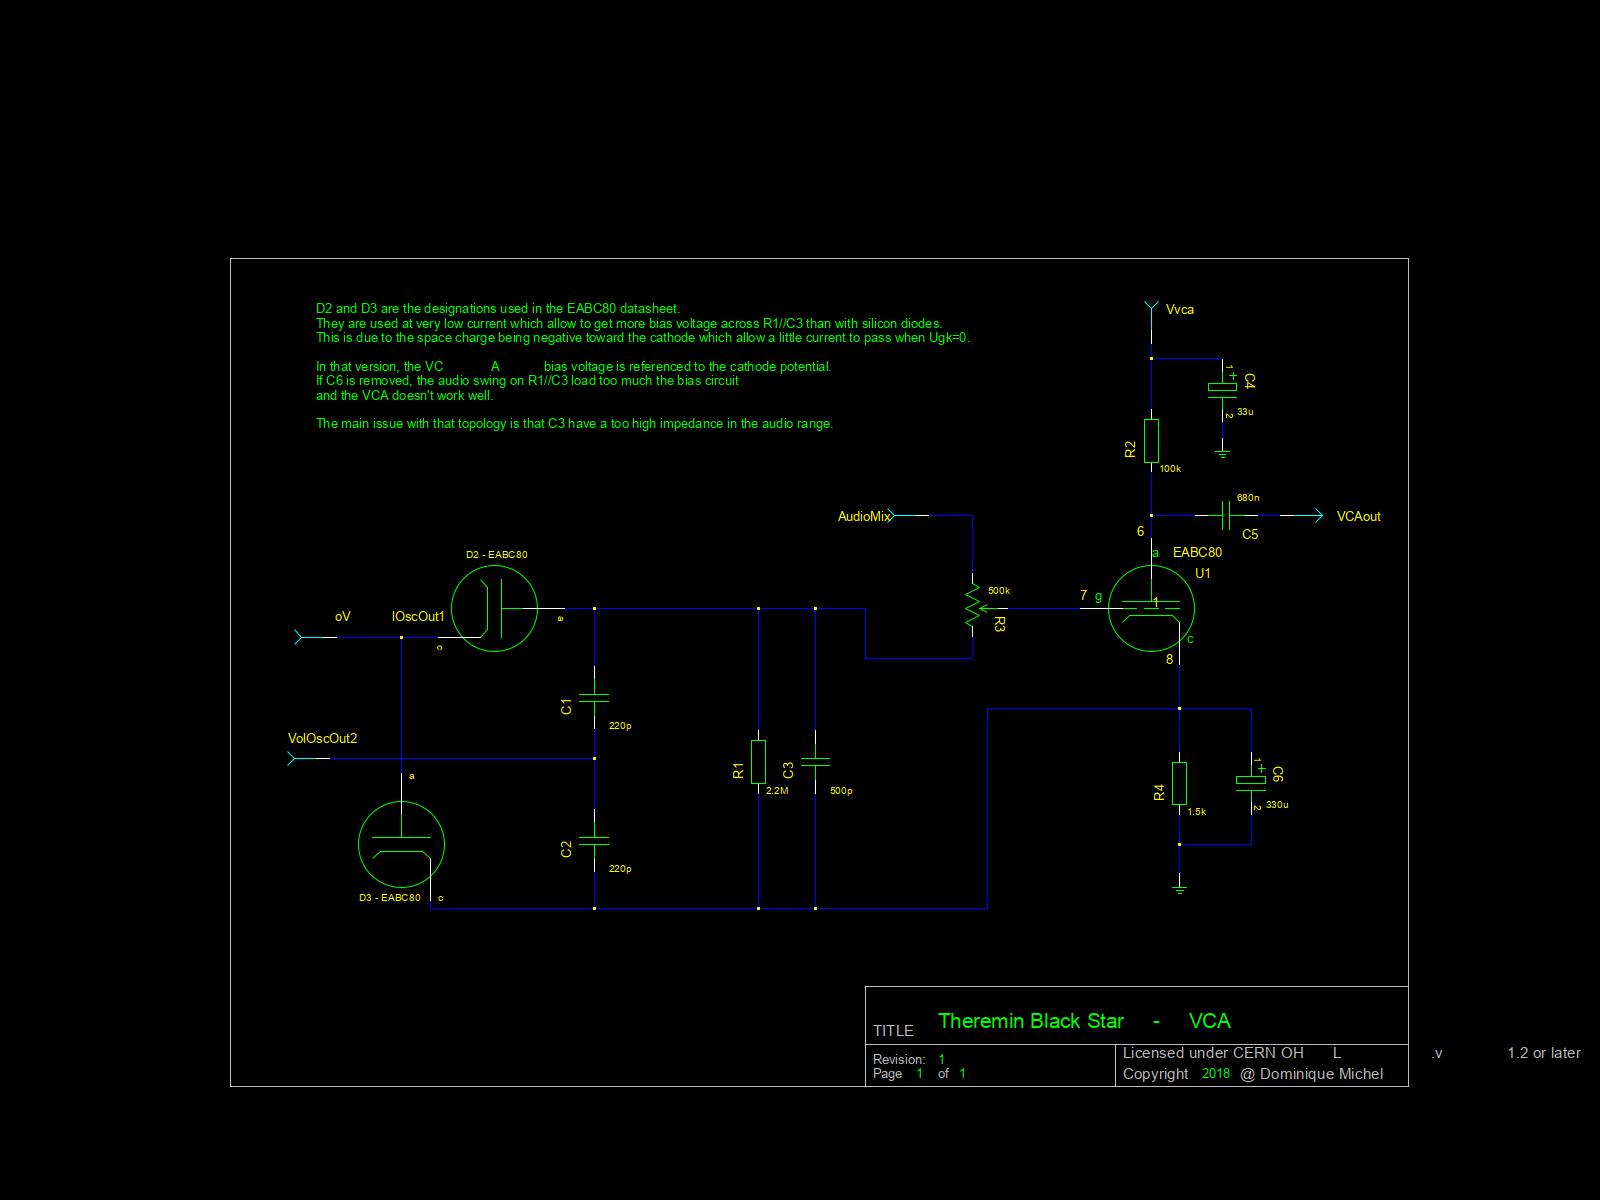 D2 and D3 are the designations used in the EABC80 datasheet.
They are used at very low current which allow to get more bias voltage across R1//C3 than with silicon diodes.
This is due to the space charge being negative toward the cathode which allow a little current to pass when Ugk=0.
In that version, the VC A bias voltage is referenced to the cathode potential.
If C6 is removed, the audio swing on R1//C3 load too much the bias circuit
and the VCA doesn't work well.
The main issue with that topology is that C3 have a too high impedance in the audio range.
Vvca
1
+
C4
2
33u
R2
100k
680n
AudioMix
VCAout
C5
6
a
EABC80
U1
D2 - EABC80
500k
7
g
1
R3
oV
lOscOut1
a
c
c
8
C1
220p
VolOscOut2
a
R1
2.2M
C3
500p
R4
1.5k
1
+
C6
2
330u
C2
220p
D3 - EABC80
c
TITLE
Theremin Black Star - VCA
Revision: 1
Page 1 of 1
Licensed under CERN OH L .v 1.2 or later
Copyright 2018 @ Dominique Michel